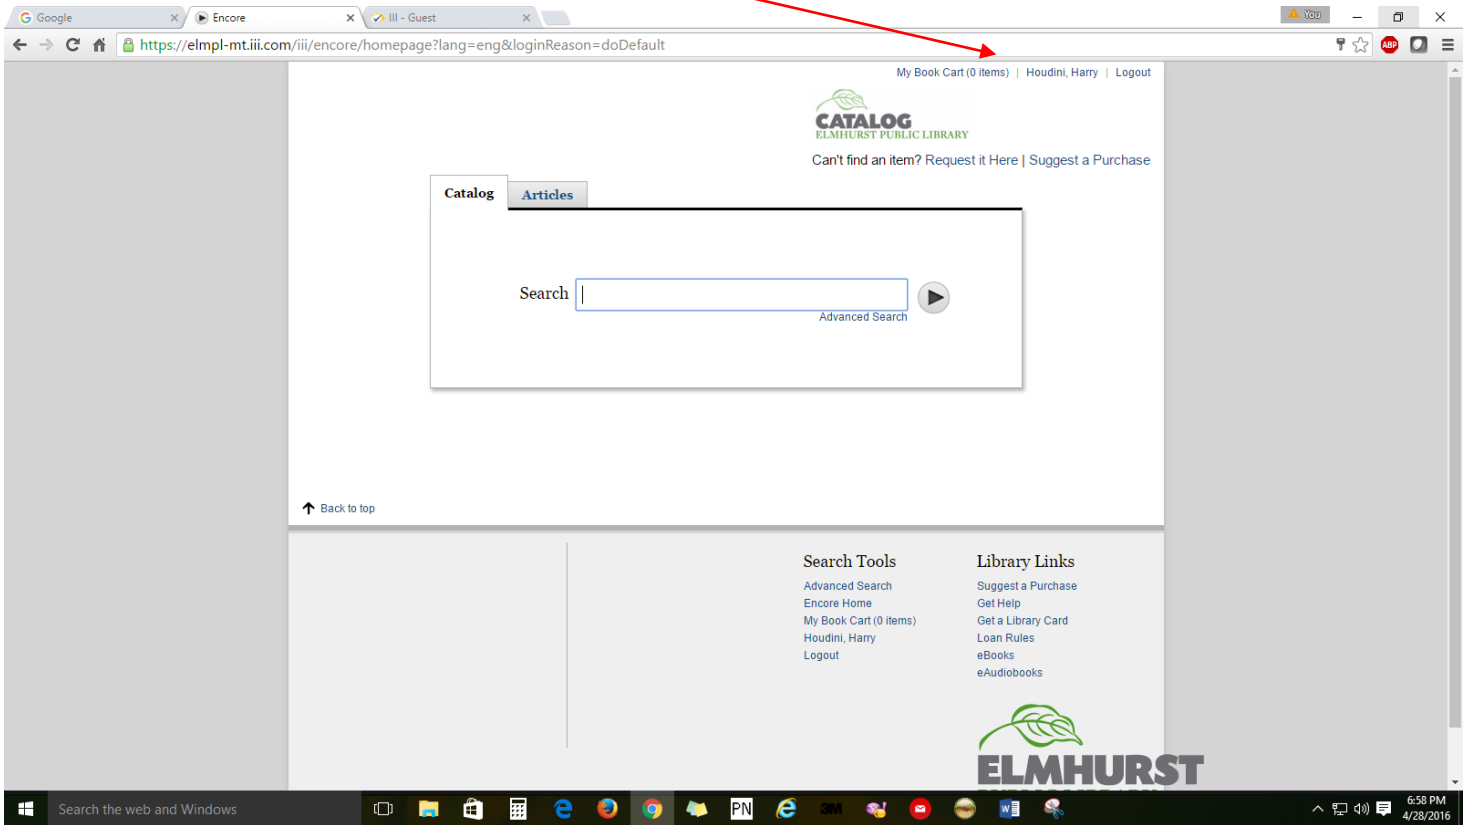 Google
Encore
III - Guest
You
https://elmpl-mt.iii.com/iii/encore/homepage?lang=eng&loginReason=doDefault
ABP
My Book Cart (0 items) | Houdini, Harry | Logout
CATALOG
ELMHURST PUBLIC LIBRARY
Can't find an item? Request it Here | Suggest a Purchase
Catalog
Articles
Search
Advanced Search
Back to top
Search Tools
Advanced Search
Encore Home
My Book Cart (0 items)
Houdini, Harry
Logout
Library Links
Suggest a Purchase
Get Help
Get a Library Card
Loan Rules
eBooks
eAudiobooks
ELMHURST
Search the web and Windows
PN
3M
6:58 PM
4/28/2016